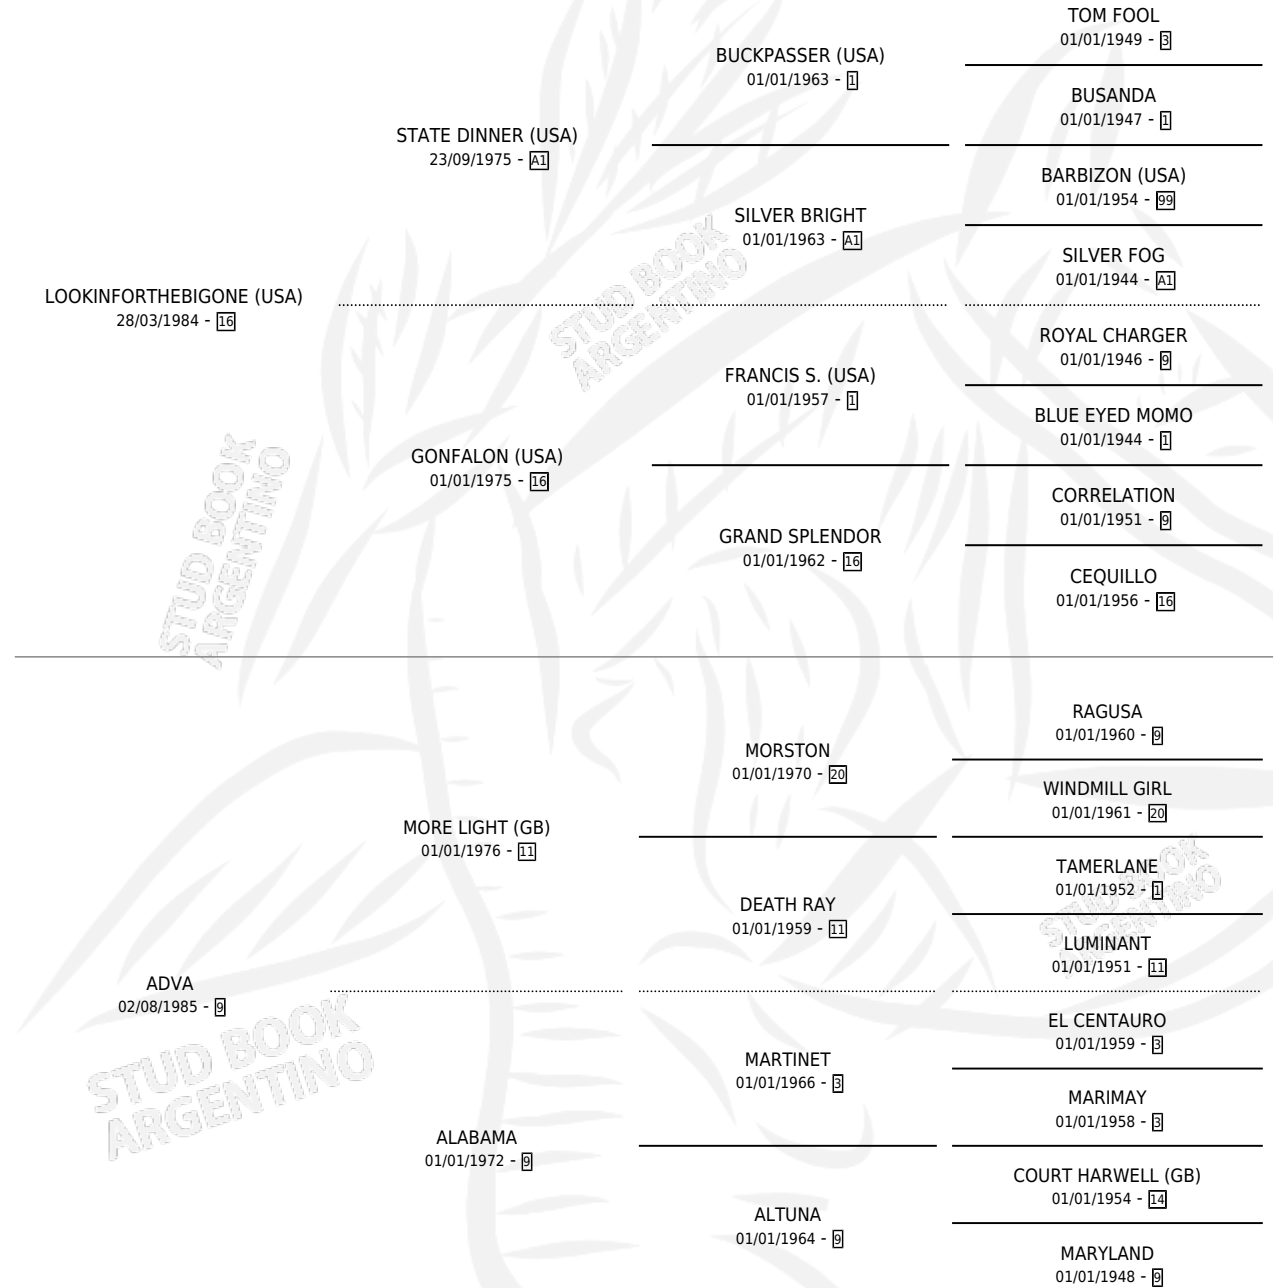 TOM FOOL
01/01/1949 - 3
BUCKPASSER (USA)
01/01/1963 - 1
BUSANDA
01/01/1947 - 1
STATE DINNER (USA)
23/09/1975 - A1
BARBIZON (USA)
01/01/1954 - 99
SILVER BRIGHT
01/01/1963 - A1
SILVER FOG
01/01/1944 - A1
LOOKINFORTHEBIGONE (USA)
28/03/1984 - 16
ROYAL CHARGER
01/01/1946 - 9
FRANCIS S. (USA)
01/01/1957 - 1
BLUE EYED MOMO
01/01/1944 - 1
GONFALON (USA)
01/01/1975 - 16
CORRELATION
01/01/1951 - 9
GRAND SPLENDOR
01/01/1962 - 16
CEQUILLO
01/01/1956 - 16
RAGUSA
01/01/1960 - 9
MORSTON
01/01/1970 - 20
WINDMILL GIRL
01/01/1961 - 20
MORE LIGHT (GB)
01/01/1976 - 11
TAMERLANE
01/01/1952 - 1
DEATH RAY
01/01/1959 - 11
LUMINANT
01/01/1951 - 11
ADVA
02/08/1985 - 9
EL CENTAURO
01/01/1959 - 3
MARTINET
01/01/1966 - 3
MARIMAY
01/01/1958 - 3
ALABAMA
01/01/1972 - 9
COURT HARWELL (GB)
01/01/1954 - 14
ALTUNA
01/01/1964 - 9
MARYLAND
01/01/1948 - 9
STUD BOOK
ARGENTINO
STUD BOOK
ARGENTINO
STUD BOOK
ARGENTINO
STUD BOOK
ARGENTINO